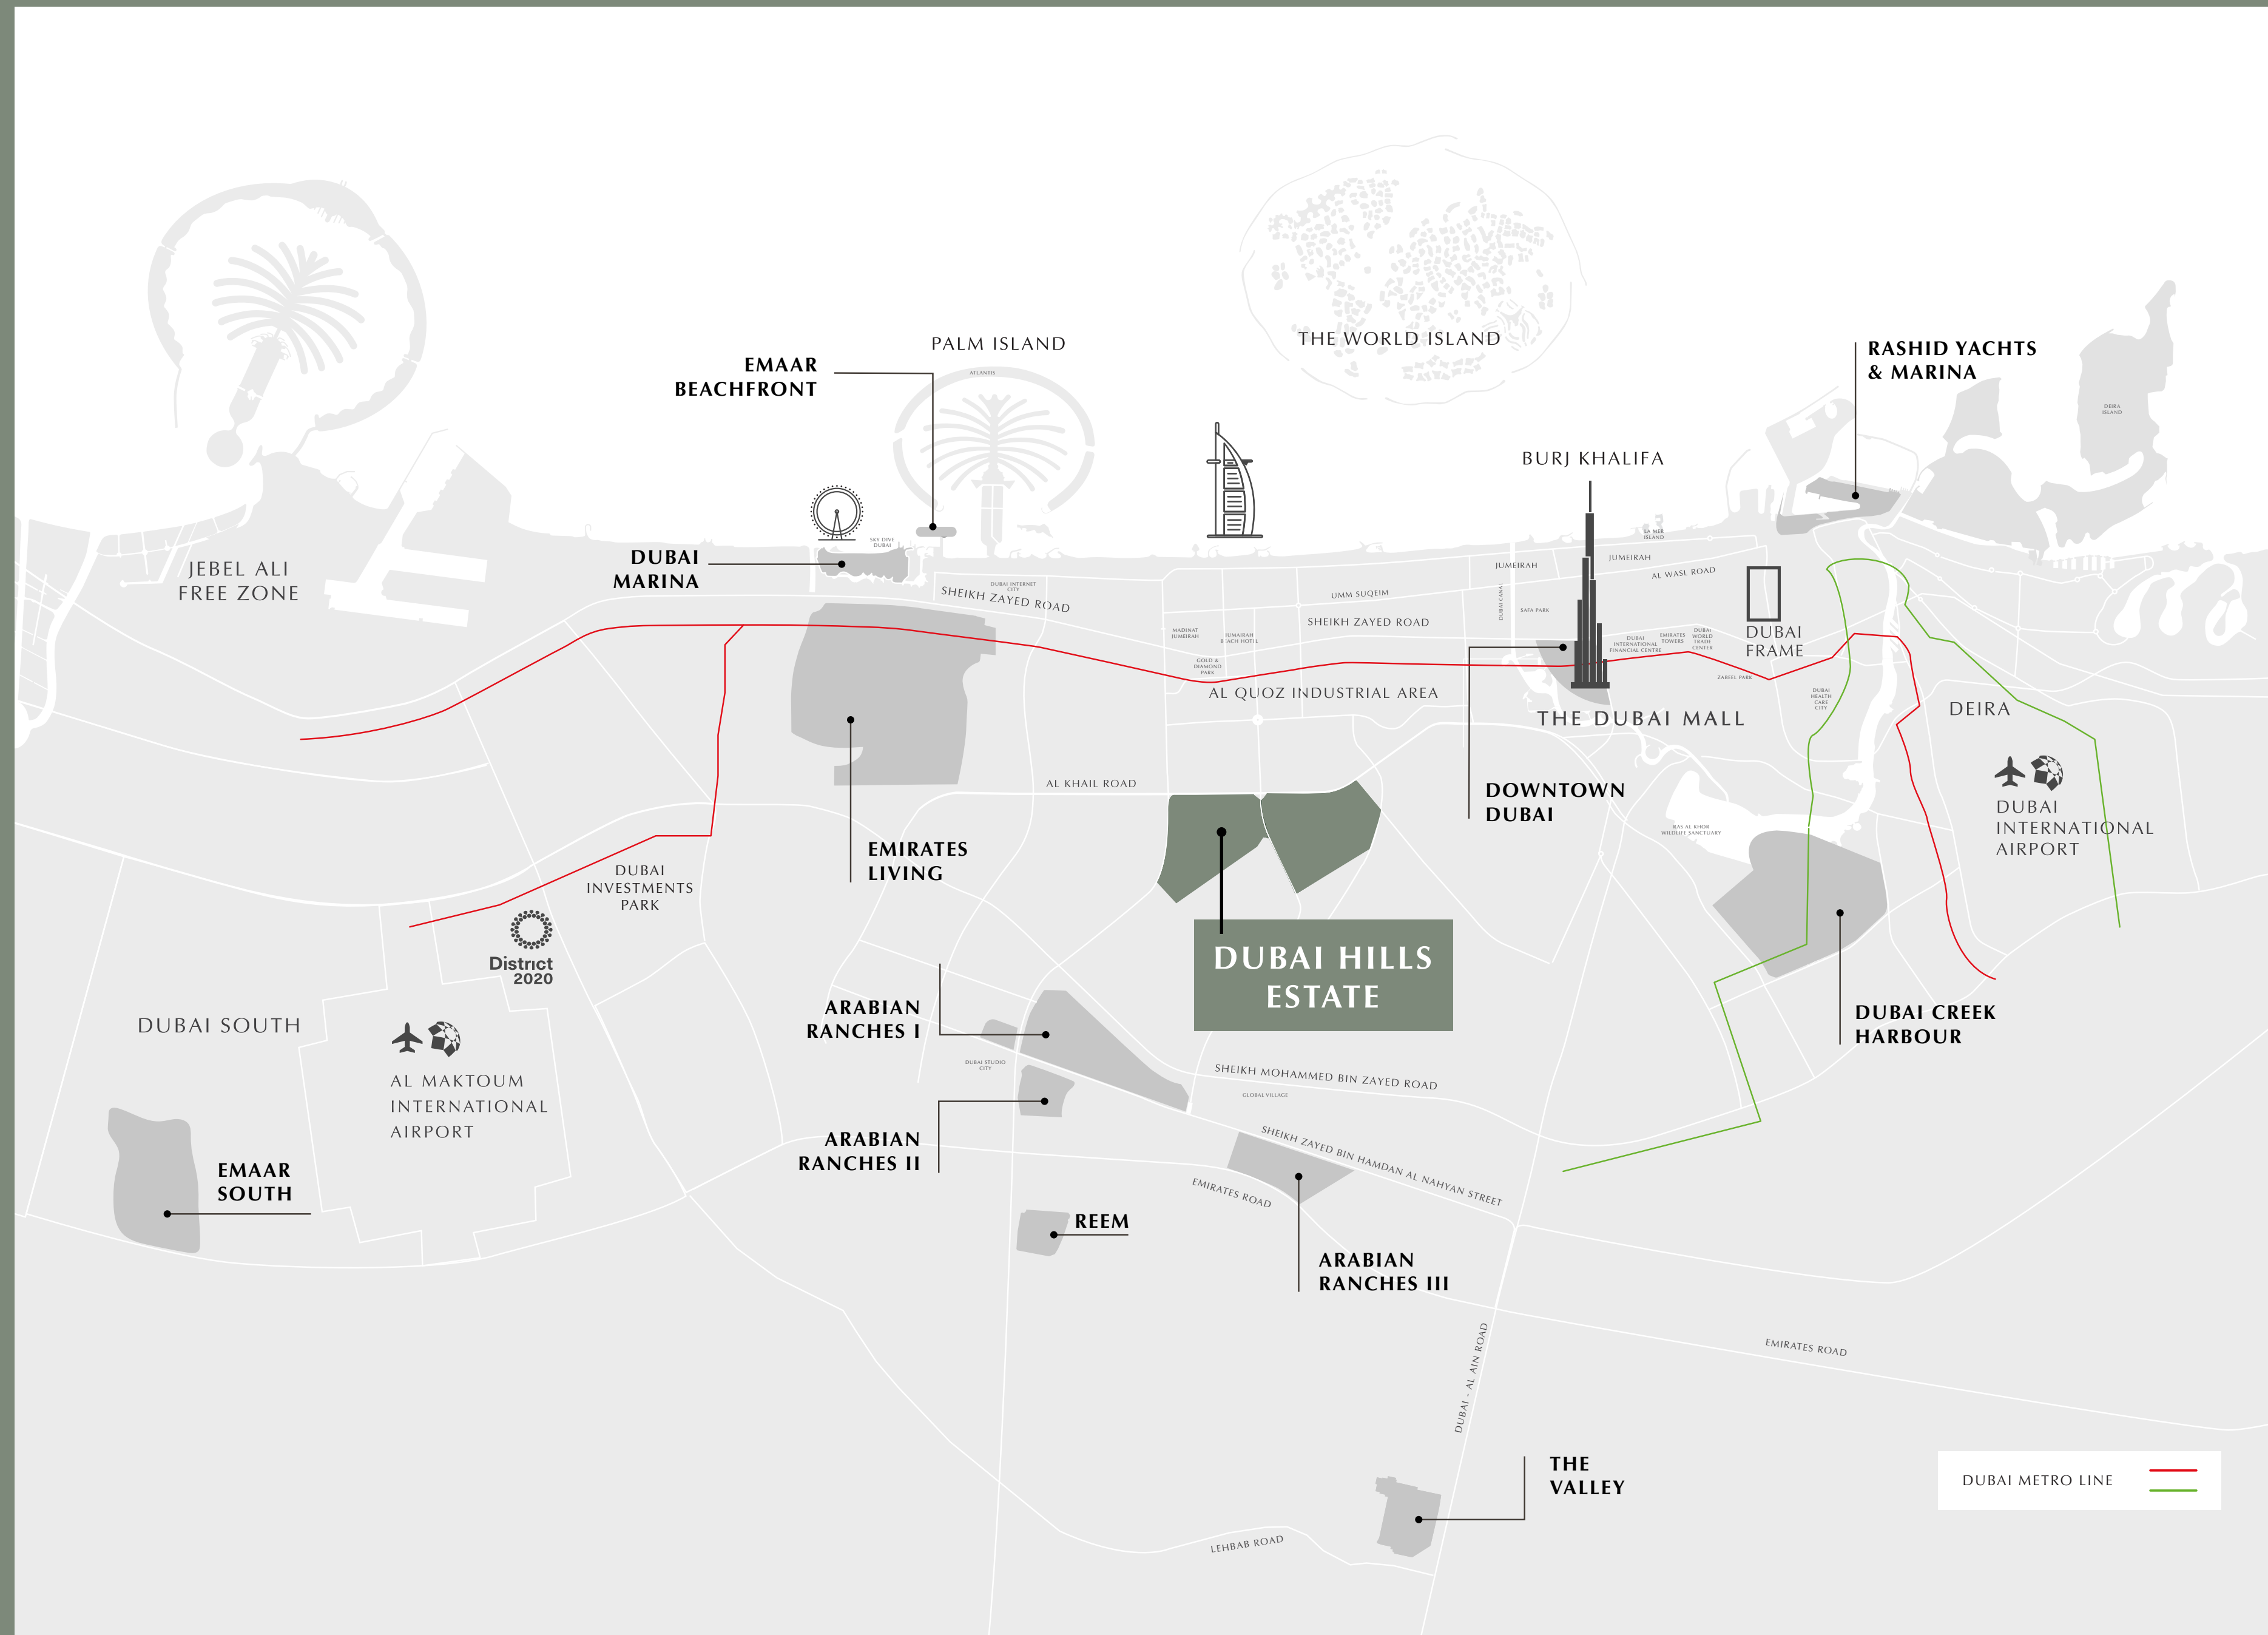 PALM ISLAND
ATLANTIS
THE WORLD ISLAND
EMAAR
BEACHFRONT
RASHID YACHTS
& MARINA
DEIRA
ISLAND
BURJ KHALIFA
SKY DIVE
DUBAI
LA MER
ISLAND
JEBEL ALI
FREE ZONE
DUBAI
MARINA
DUBAI INTERNET
CITY
SHEIKH ZAYED ROAD
UMM SUQEIM
SHEIKH ZAYED ROAD
JUMEIRAH
JUMEIRAH
AL WASL ROAD
DUBAI CANAL
SAFA PARK
MADINAT
JUMEIRAH
JUMAIRAH
BEACH HOTEL
GOLD &
DIAMOND
PARK
DUBAI
INTERNATIONAL
FINANCIAL CENTRE
EMIRATES
TOWERS
DUBAI
WORLD
TRADE
CENTER
DUBAI
FRAME
ZABEEL PARK
DUBAI
HEALTH
CARE
CITY
AL QUOZ INDUSTRIAL AREA
THE DUBAI MALL
DEIRA
AL KHAIL ROAD
DOWNTOWN
DUBAI
RAS AL KHOR
WILDLIFF SANCTUARY
DUBAI
INTERNATIONAL
AIRPORT
EMIRATES
LIVING
DUBAI
INVESTMENTS
PARK
District
2020
DUBAI HILLS
ESTATE
DUBAI SOUTH
ARABIAN
RANCHES I
DUBAI CREEK
HARBOUR
DUBAI STUDIO
CITY
AL MAKTOUM
INTERNATIONAL
AIRPORT
SHEIKH MOHAMMED BIN ZAYED ROAD
GLOBAL VILLAGE
ARABIAN
RANCHES II
SHEIKH ZAYED BIN HAMDAN AL NAHYAN STREET
EMIRATES ROAD
EMAAR
SOUTH
REEM
ARABIAN
RANCHES III
DUBAI - AL AIN ROAD
EMIRATES ROAD
THE
VALLEY
LEHBAB ROAD
DUBAI METRO LINE